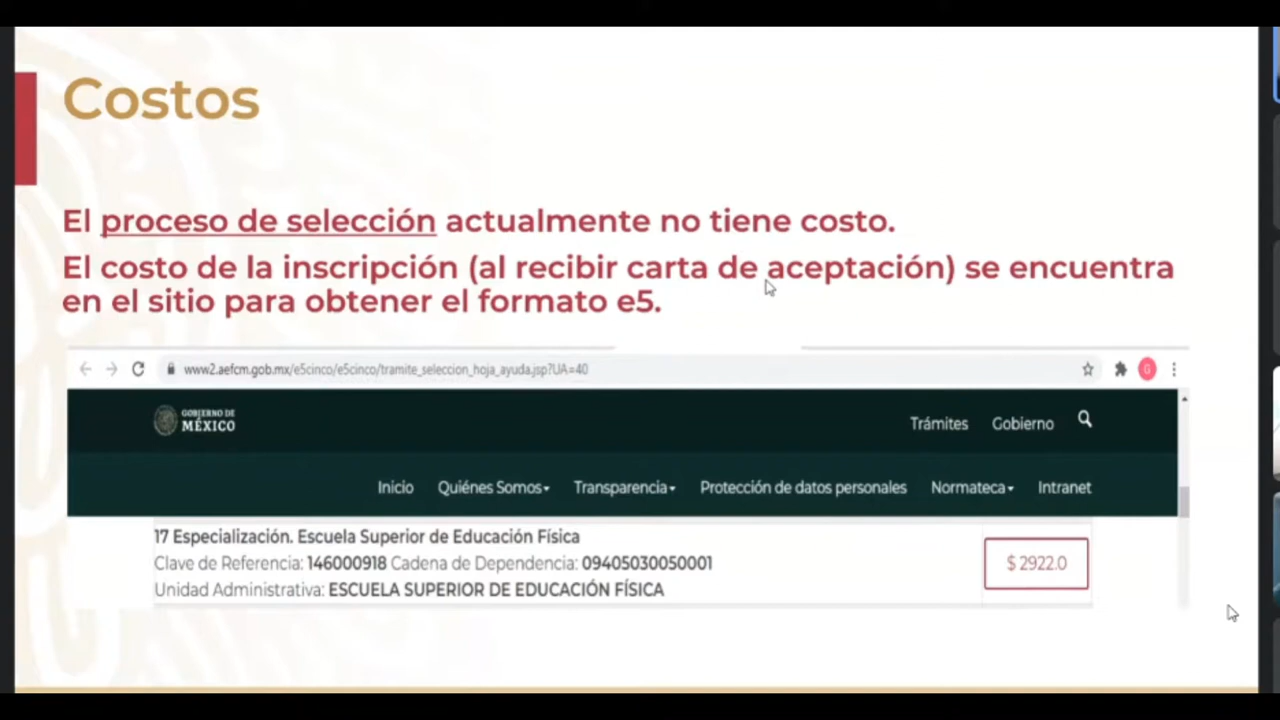 Costos
El proceso de selección actualmente no tiene costo.
El costo de la inscripción (al recibir carta de aceptación) se encuentra
en el sitio para obtener el formato e5.
www2.aefcm.gob.mx/e5cinco/e5cinco/tramite_seleccion_hoja_ayuda.jsp?UA=40
G
GOBIERNO DE
MÉXICO
Trámites Gobierno
Inicio Quiénes Somos Transparencia Protección de datos personales Normateca Intranet
17 Especialización. Escuela Superior de Educación Física
Clave de Referencia: 146000918 Cadena de Dependencia: 09405030050001
$ 2922.0
Unidad Administrativa: ESCUELA SUPERIOR DE EDUCACIÓN FÍSICA